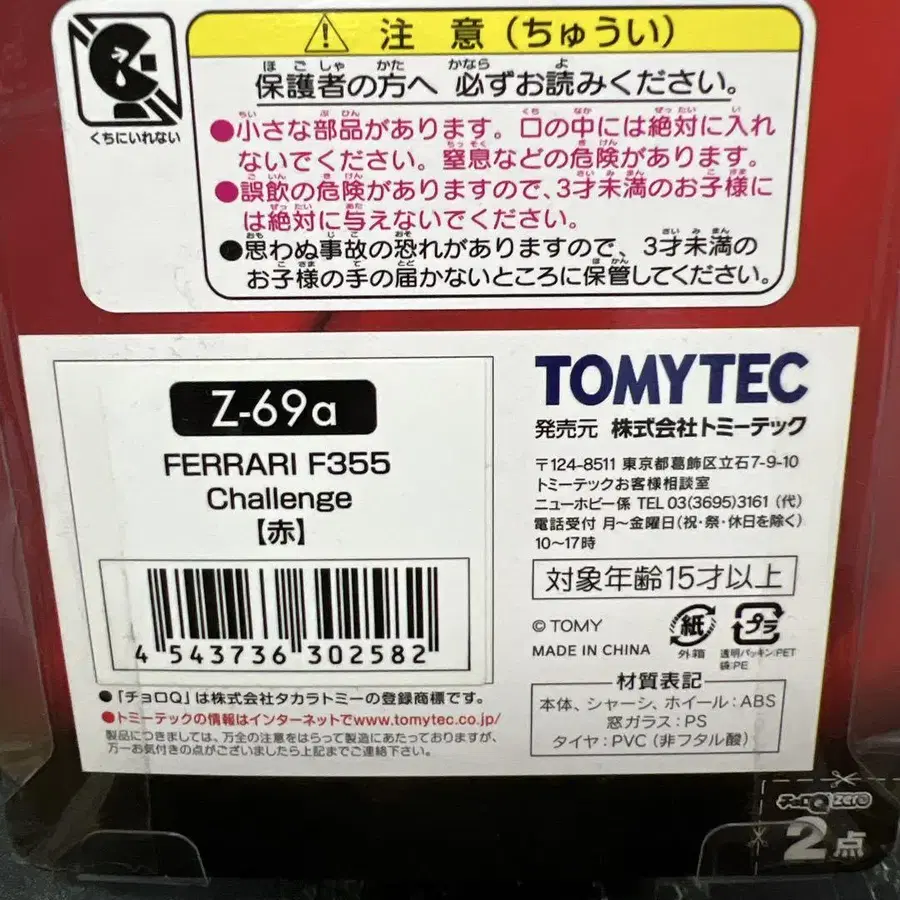 くちにいれない
注意(ちゅうい)
保護者の方へ 必ずお読みください。
●小さな部品があります。口の中には絶対に入れ
ないでください。窒息などの危険があります。
●誤飲の危険がありますので、3才未満のお子様に
は絶対に与えないでください。
●思わぬ事故の恐れがありますので、3才未満の
お子様の手の届かないところに保管してください。
Z-69a
FERRARI F355
Challenge
【赤】
4 543736 302582
●「チョロQ」は株式会社タカラトミーの登録商標です。
●トミーテックの情報はインターネットでwww.tomytec.co.jp/
製品につきましては、万全の注意をはらって製造にあたっておりますが、
万一お気付きの点がございましたら上記までご連絡下さい。
TOMYTEC
発売元 株式会社トミーテック
〒124-8511 東京都葛飾区立石7-9-10
トミーテックお客様相談室
ニューホビー係 TEL 03(3695)3161(代)
電話受付 月~金曜日(祝・祭・休日を除く)
10~17時
対象年齢15才以上
© TOMY
MADE IN CHINA
紙
外箱
プラ
透明パッキン:PET
袋:PE
材質表記
本体、シャーシ、ホイール:ABS
窓ガラス:PS
タイヤ:PVC(非フタル酸)
チョロQ zero
2点